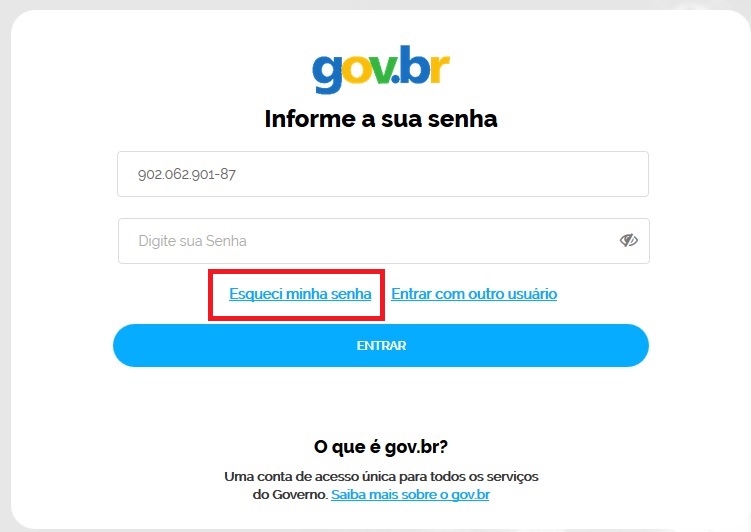 gov.br
Informe a sua senha
902.062.901-87
Digite sua Senha
Esqueci minha senha Entrar com outro usuário
ENTRAR
O que é gov.br?
Uma conta de acesso única para todos os serviços
do Governo. Saiba mais sobre o gov.br